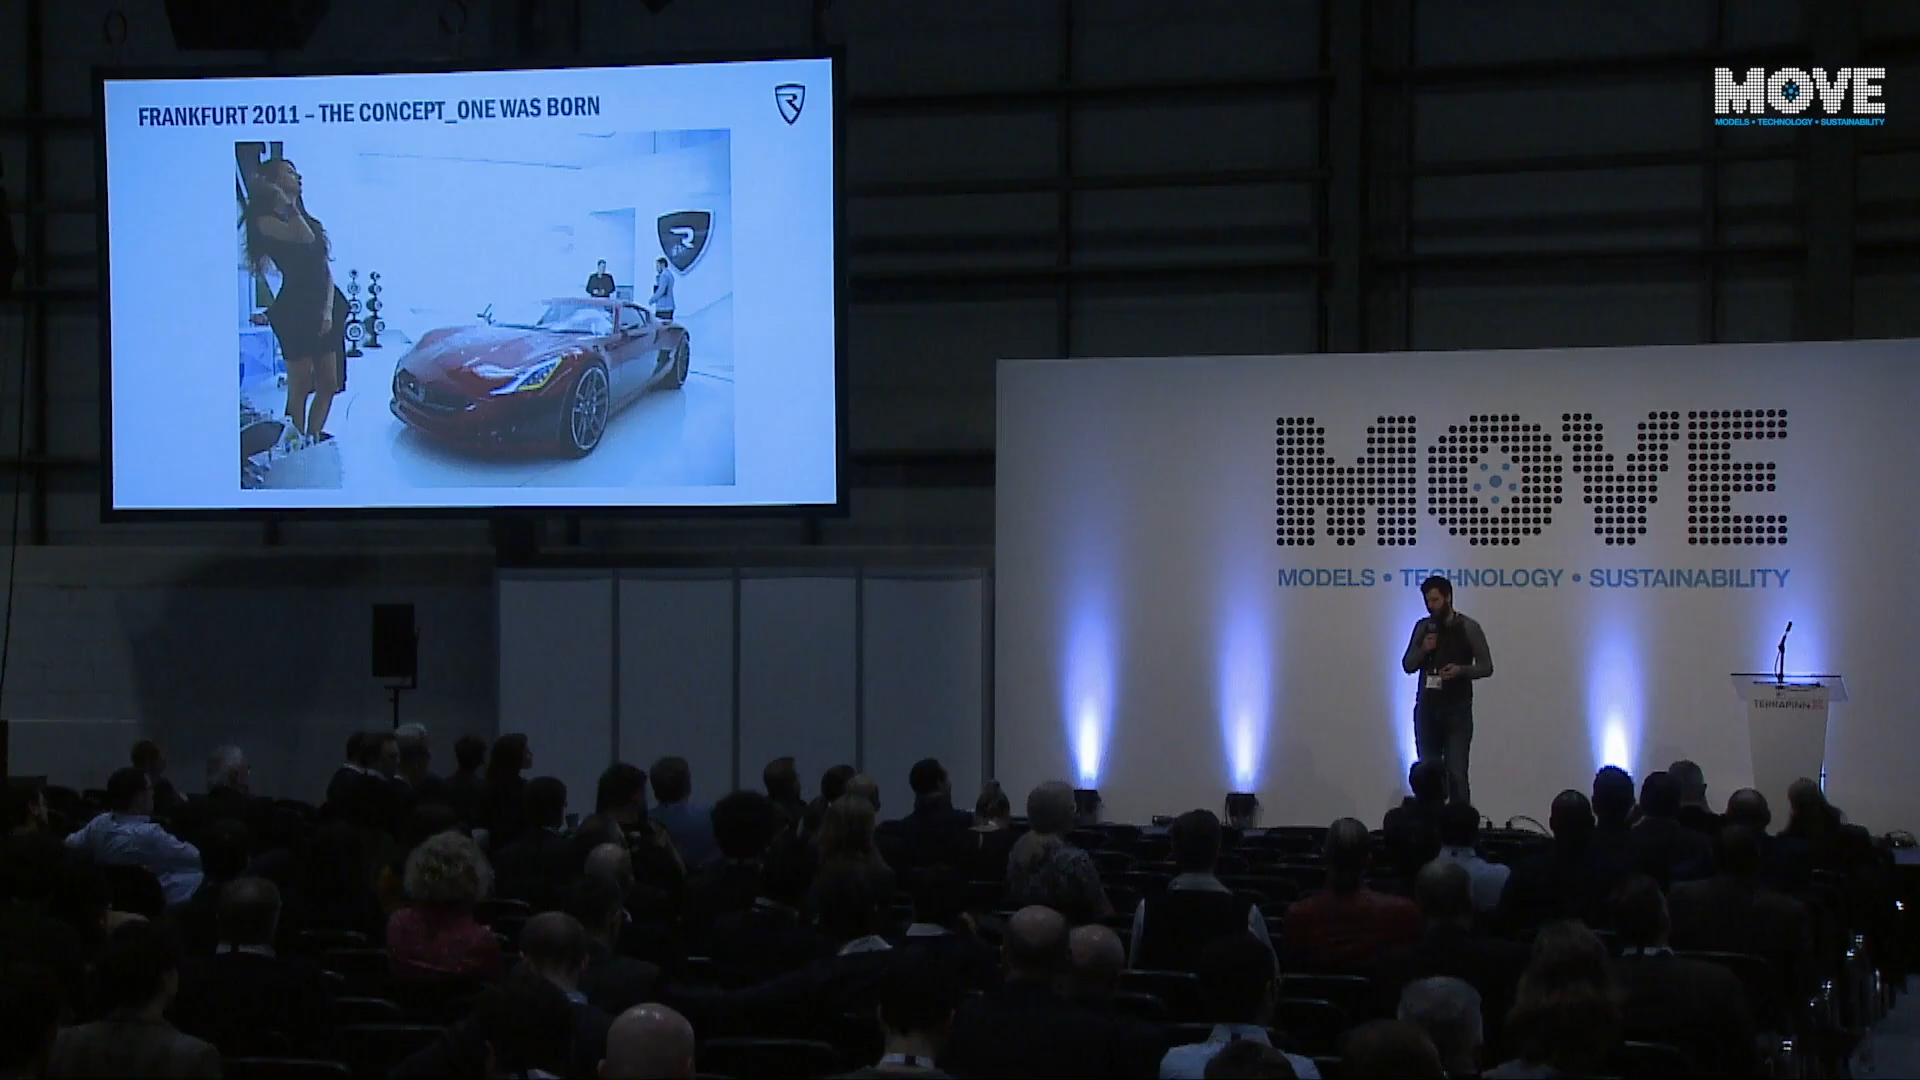 FRANKFURT 2011 – THE CONCEPT_ONE WAS BORN
R
R
MOVE
MODELS • TECHNOLOGY • SUSTAINABILITY
MOVE
MODELS • TECHNOLOGY • SUSTAINABILITY
TERRAPINN